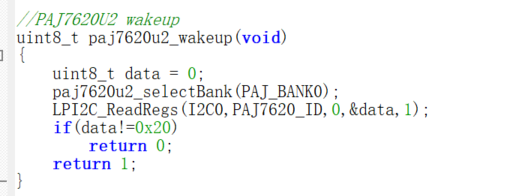 //PAJ7620U2 wakeup
uint8_t paj7620u2_wakeup(void)
{
    uint8_t data = 0;
    paj7620u2_selectBank(PAJ_BANK0);
    LPI2C_ReadRegs(I2C0,PAJ7620_ID,0,&data,1);
    if(data!=0x20)
        return 0;
    return 1;
}